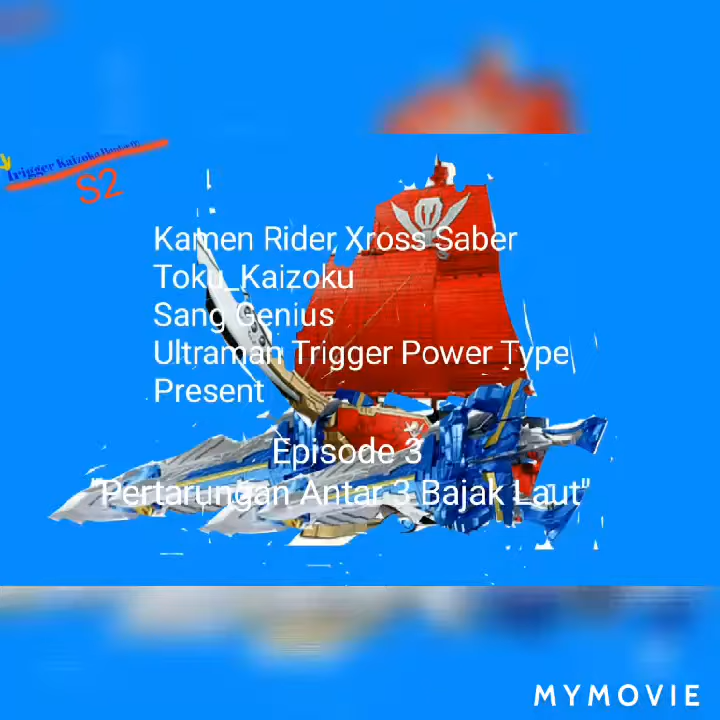 Trigger Kaizoku
S2
Kamen Rider Xross Saber
Toku_Kaizoku
Sang Genius
Ultraman Trigger Power Type
Present
Episode 3
"Pertarungan Antar 3 Bajak Laut"
MYMOVIE